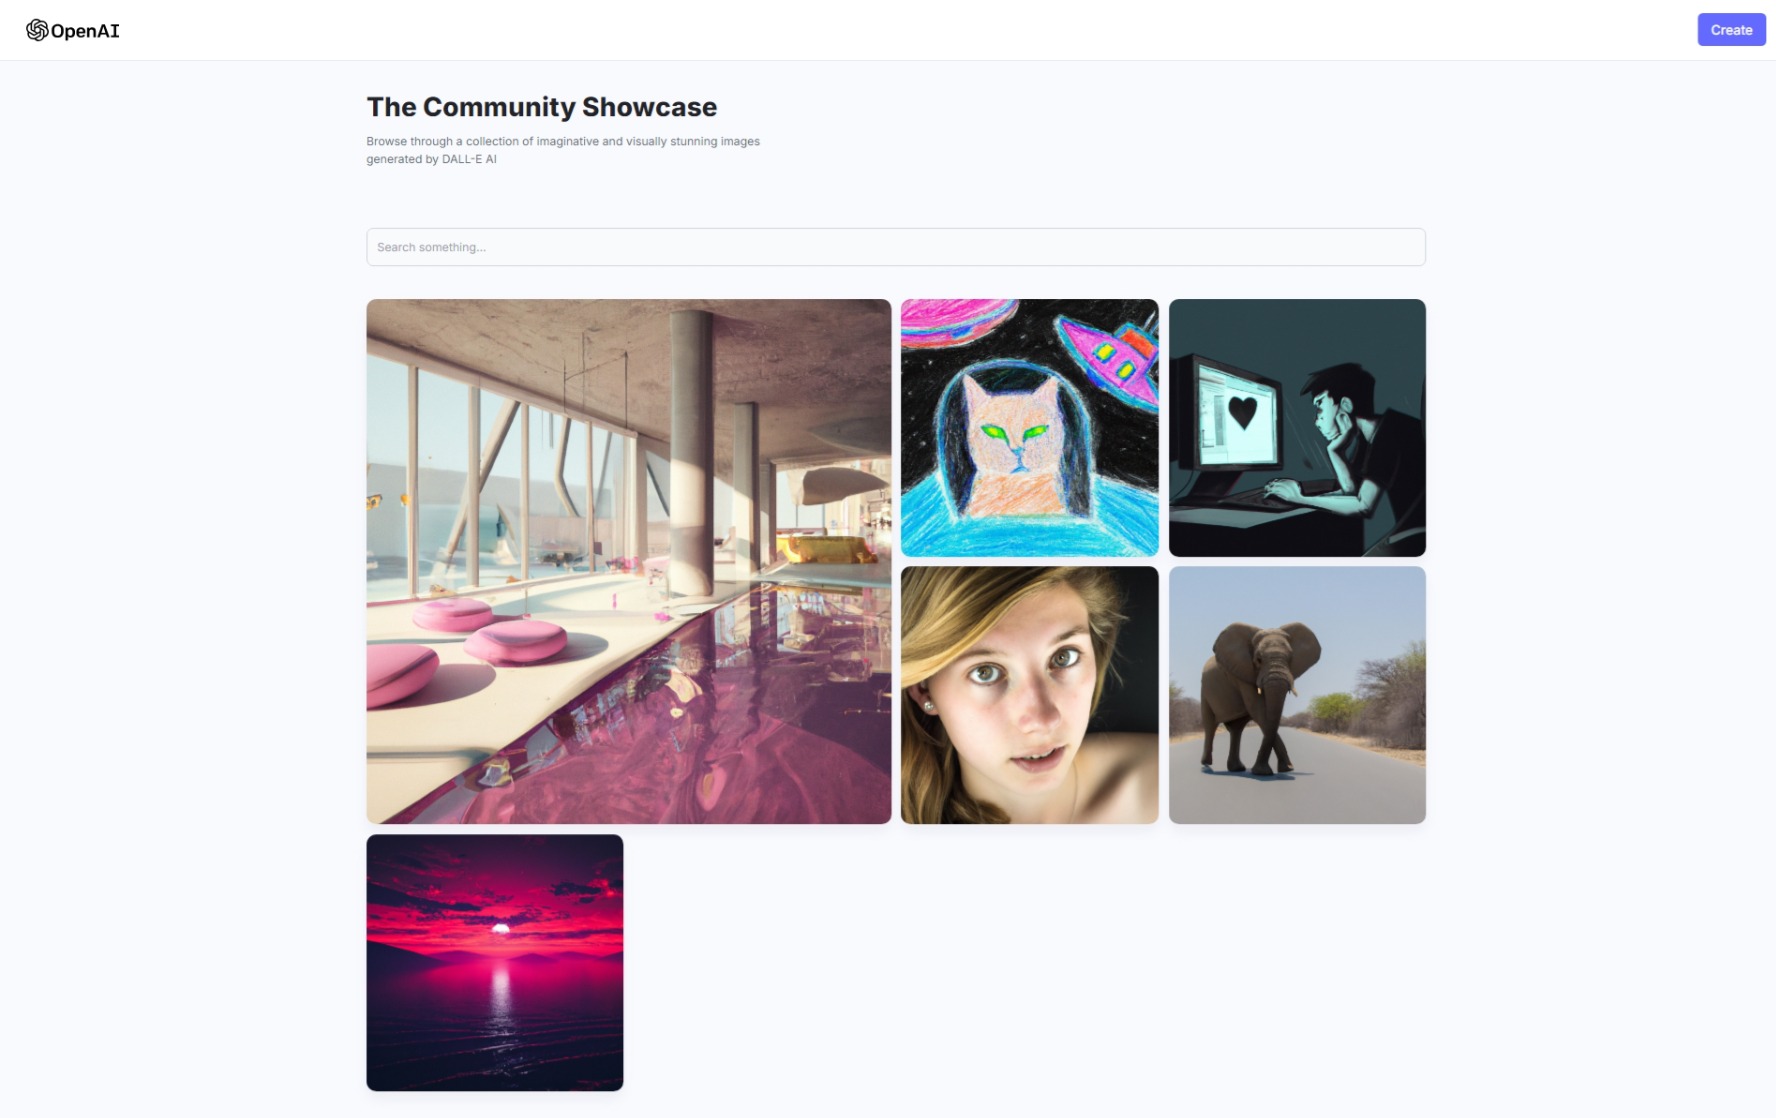 OpenAI
Create
The Community Showcase
Browse through a collection of imaginative and visually stunning images
generated by DALL-E AI
Search something...